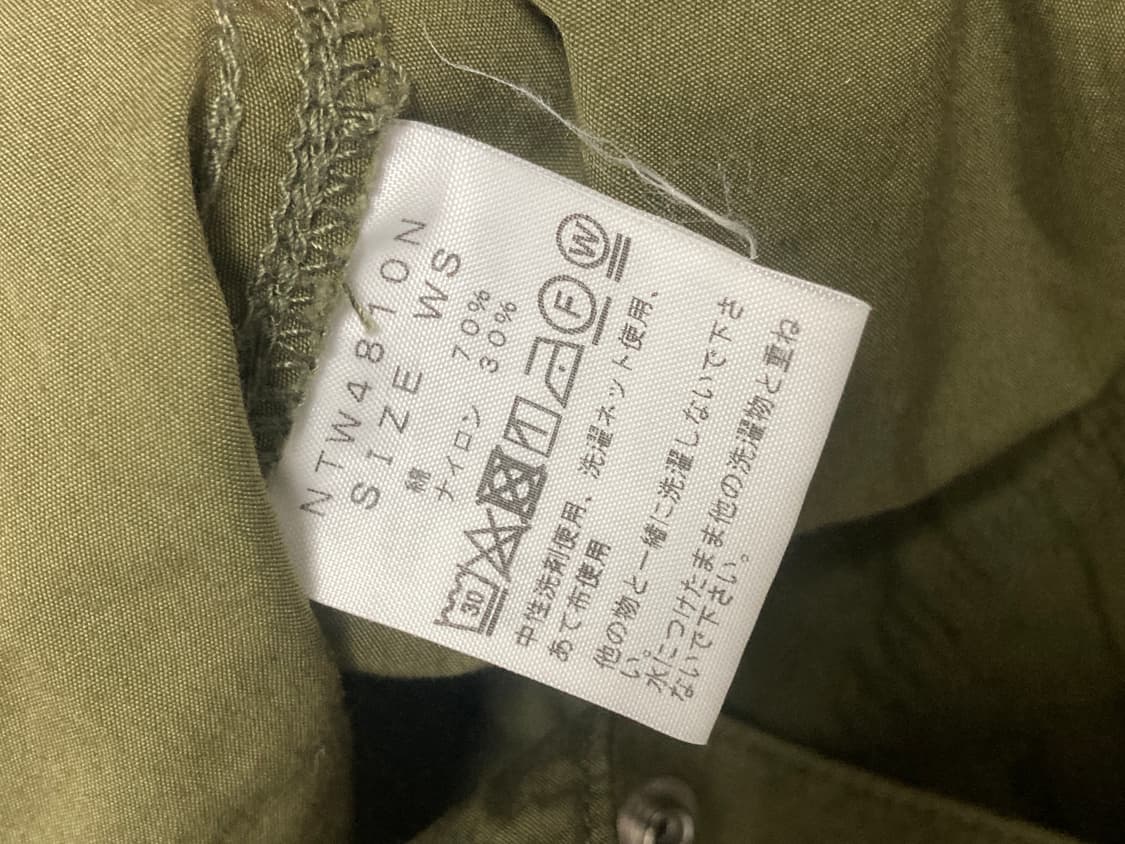 NTW4810N
SIZE WS
綿 70%
ナイロン 30%
30 F W
中性洗剤使用、洗濯ネット使用、
あて布使用
他の物と一緒に洗濯しないで下さ
い。
水につけたまま他の洗濯物と重ね
ないで下さい。